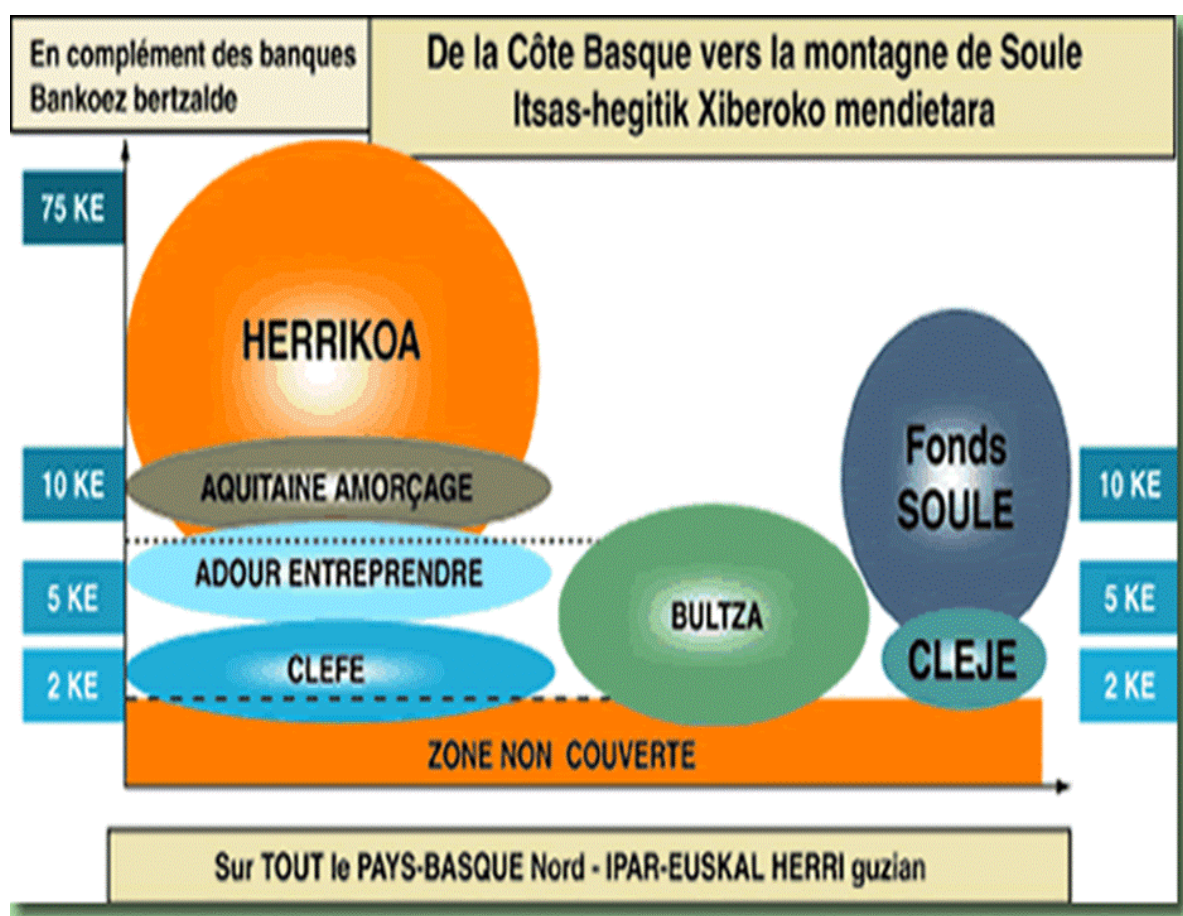 En complément des banques
Bankoez bertzalde
De la Côte Basque vers la montagne de Soule
Itsas-hegitik Xiberoko mendietara
75 KE
HERRIKOA
10 KE
AQUITAINE AMORÇAGE
Fonds
SOULE
10 KE
5 KE
ADOUR ENTREPRENDRE
BULTZA
5 KE
2 KE
CLEFE
CLEJE
2 KE
ZONE NON COUVERTE
Sur TOUT le PAYS-BASQUE Nord - IPAR-EUSKAL HERRI guzian